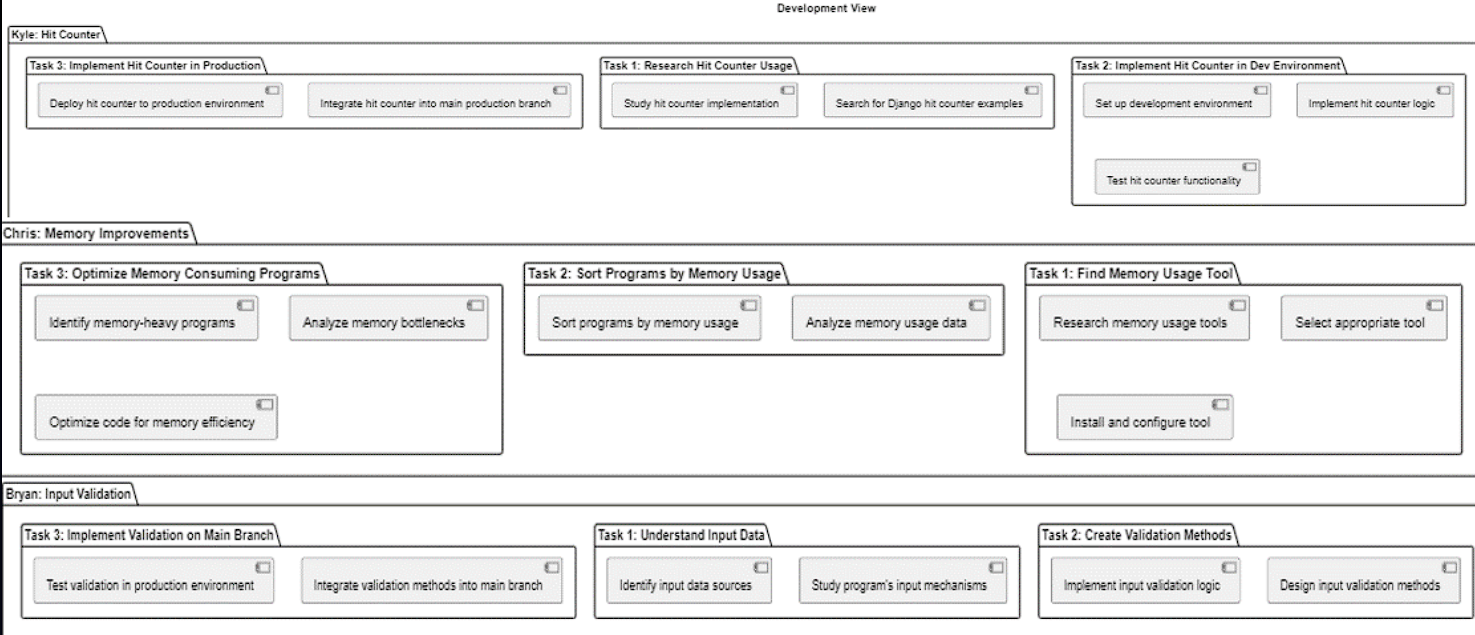 Development View
Kyle: Hit Counter
Task 3: Implement Hit Counter in Production
Deploy hit counter to production environment
Integrate hit counter into main production branch
Task 1: Research Hit Counter Usage
Study hit counter implementation
Search for Django hit counter examples
Task 2: Implement Hit Counter in Dev Environment
Set up development environment
Implement hit counter logic
Test hit counter functionality
Chris: Memory Improvements
Task 3: Optimize Memory Consuming Programs
Identify memory-heavy programs
Analyze memory bottlenecks
Optimize code for memory efficiency
Task 2: Sort Programs by Memory Usage
Sort programs by memory usage
Analyze memory usage data
Task 1: Find Memory Usage Tool
Research memory usage tools
Select appropriate tool
Install and configure tool
Bryan: Input Validation
Task 3: Implement Validation on Main Branch
Test validation in production environment
Integrate validation methods into main branch
Task 1: Understand Input Data
Identify input data sources
Study program's input mechanisms
Task 2: Create Validation Methods
Implement input validation logic
Design input validation methods